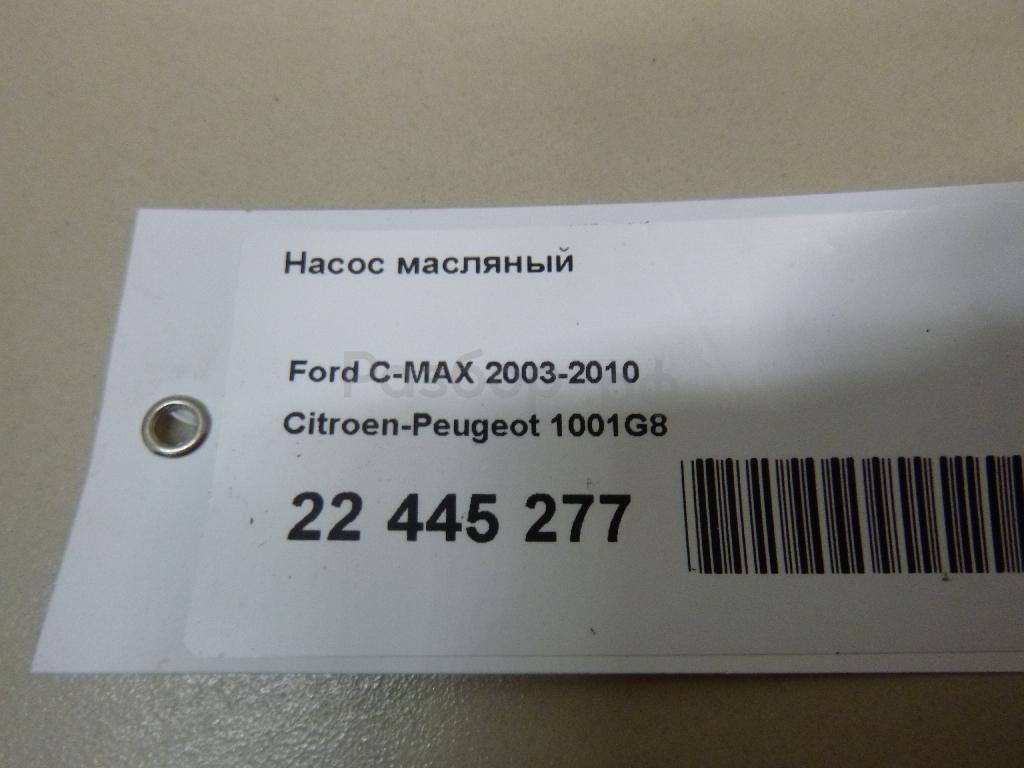 Насос масляный
Ford C-MAX 2003-2010
Citroen-Peugeot 1001G8
22 445 277